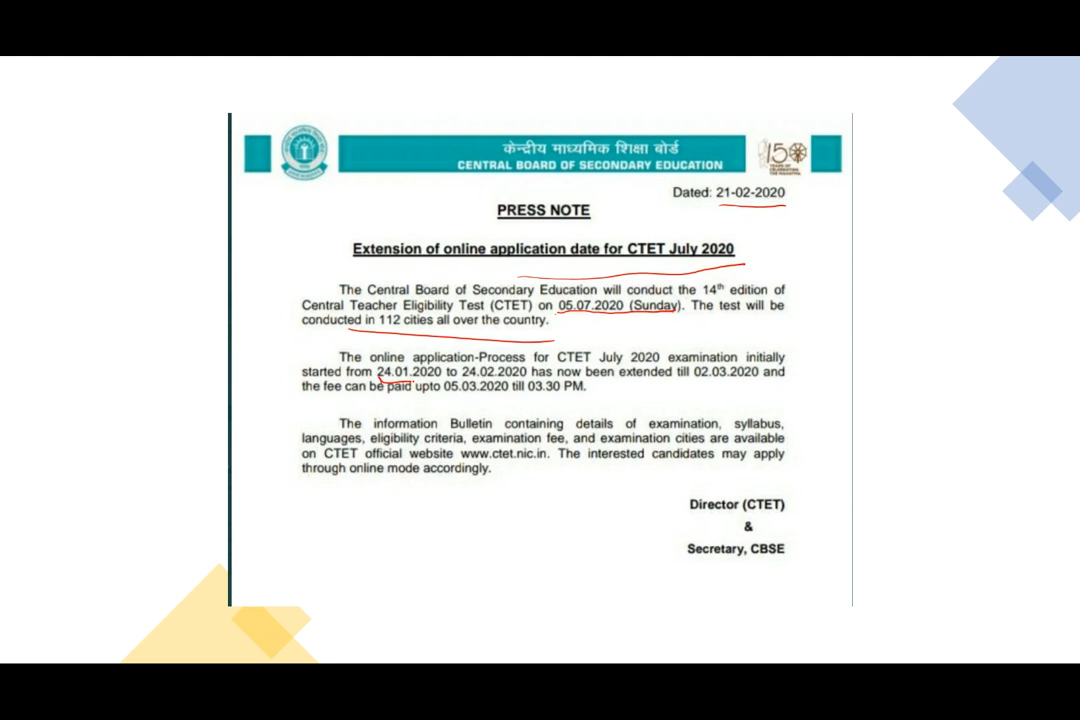 केन्द्रीय माध्यमिक शिक्षा बोर्ड
CENTRAL BOARD OF SECONDARY EDUCATION
150
YEARS OF
CELEBRATING
THE MAHATMA
Dated: 21-02-2020
PRESS NOTE
Extension of online application date for CTET July 2020
The Central Board of Secondary Education will conduct the 14th edition of
Central Teacher Eligibility Test (CTET) on 05.07.2020 (Sunday). The test will be
conducted in 112 cities all over the country.
The online application-Process for CTET July 2020 examination initially
started from 24.01.2020 to 24.02.2020 has now been extended till 02.03.2020 and
the fee can be paid upto 05.03.2020 till 03.30 PM.
The information Bulletin containing details of examination, syllabus,
languages, eligibility criteria, examination fee, and examination cities are available
on CTET official website www.ctet.nic.in. The interested candidates may apply
through online mode accordingly.
Director (CTET)
&
Secretary, CBSE